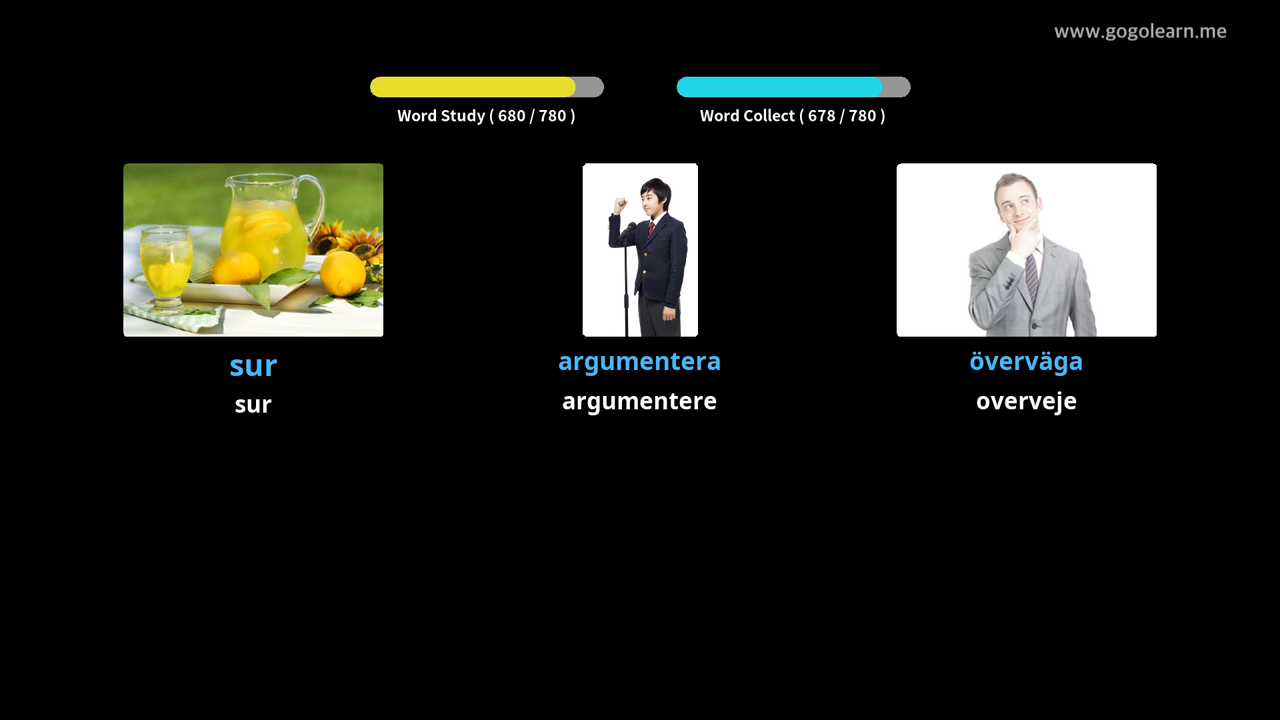 www.gogolearn.me
Word Study ( 680 / 780 )
Word Collect ( 678 / 780 )
sur
sur
argumentera
argumentere
överväga
overveje